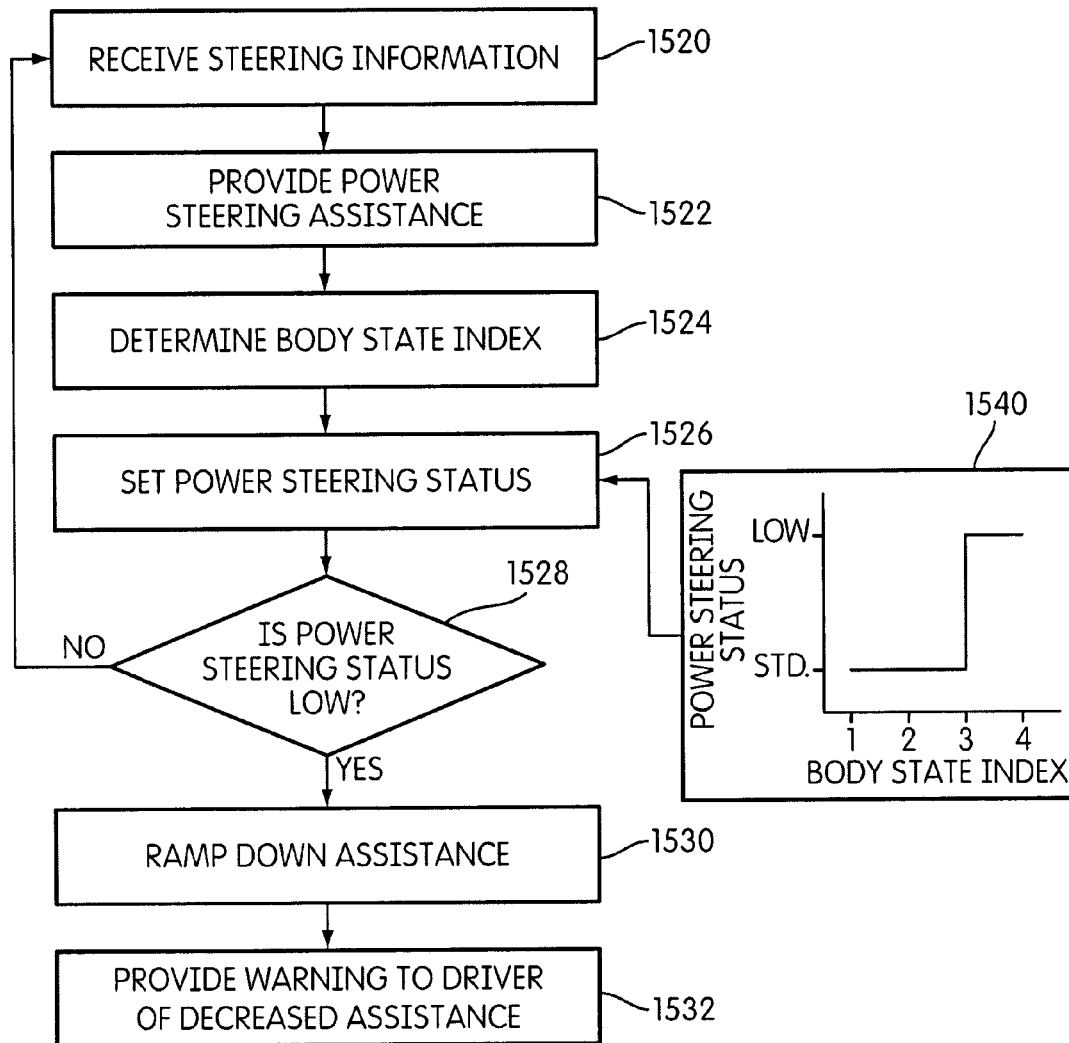 RECEIVE STEERING INFORMATION
1520
PROVIDE POWER
STEERING ASSISTANCE
1522
DETERMINE BODY STATE INDEX
1524
SET POWER STEERING STATUS
1526
IS POWER
STEERING STATUS
LOW?
1528
NO
YES
RAMP DOWN ASSISTANCE
1530
PROVIDE WARNING TO DRIVER
OF DECREASED ASSISTANCE
1532
1540
POWER STEERING
STATUS
LOW
STD.
1 2 3 4
BODY STATE INDEX